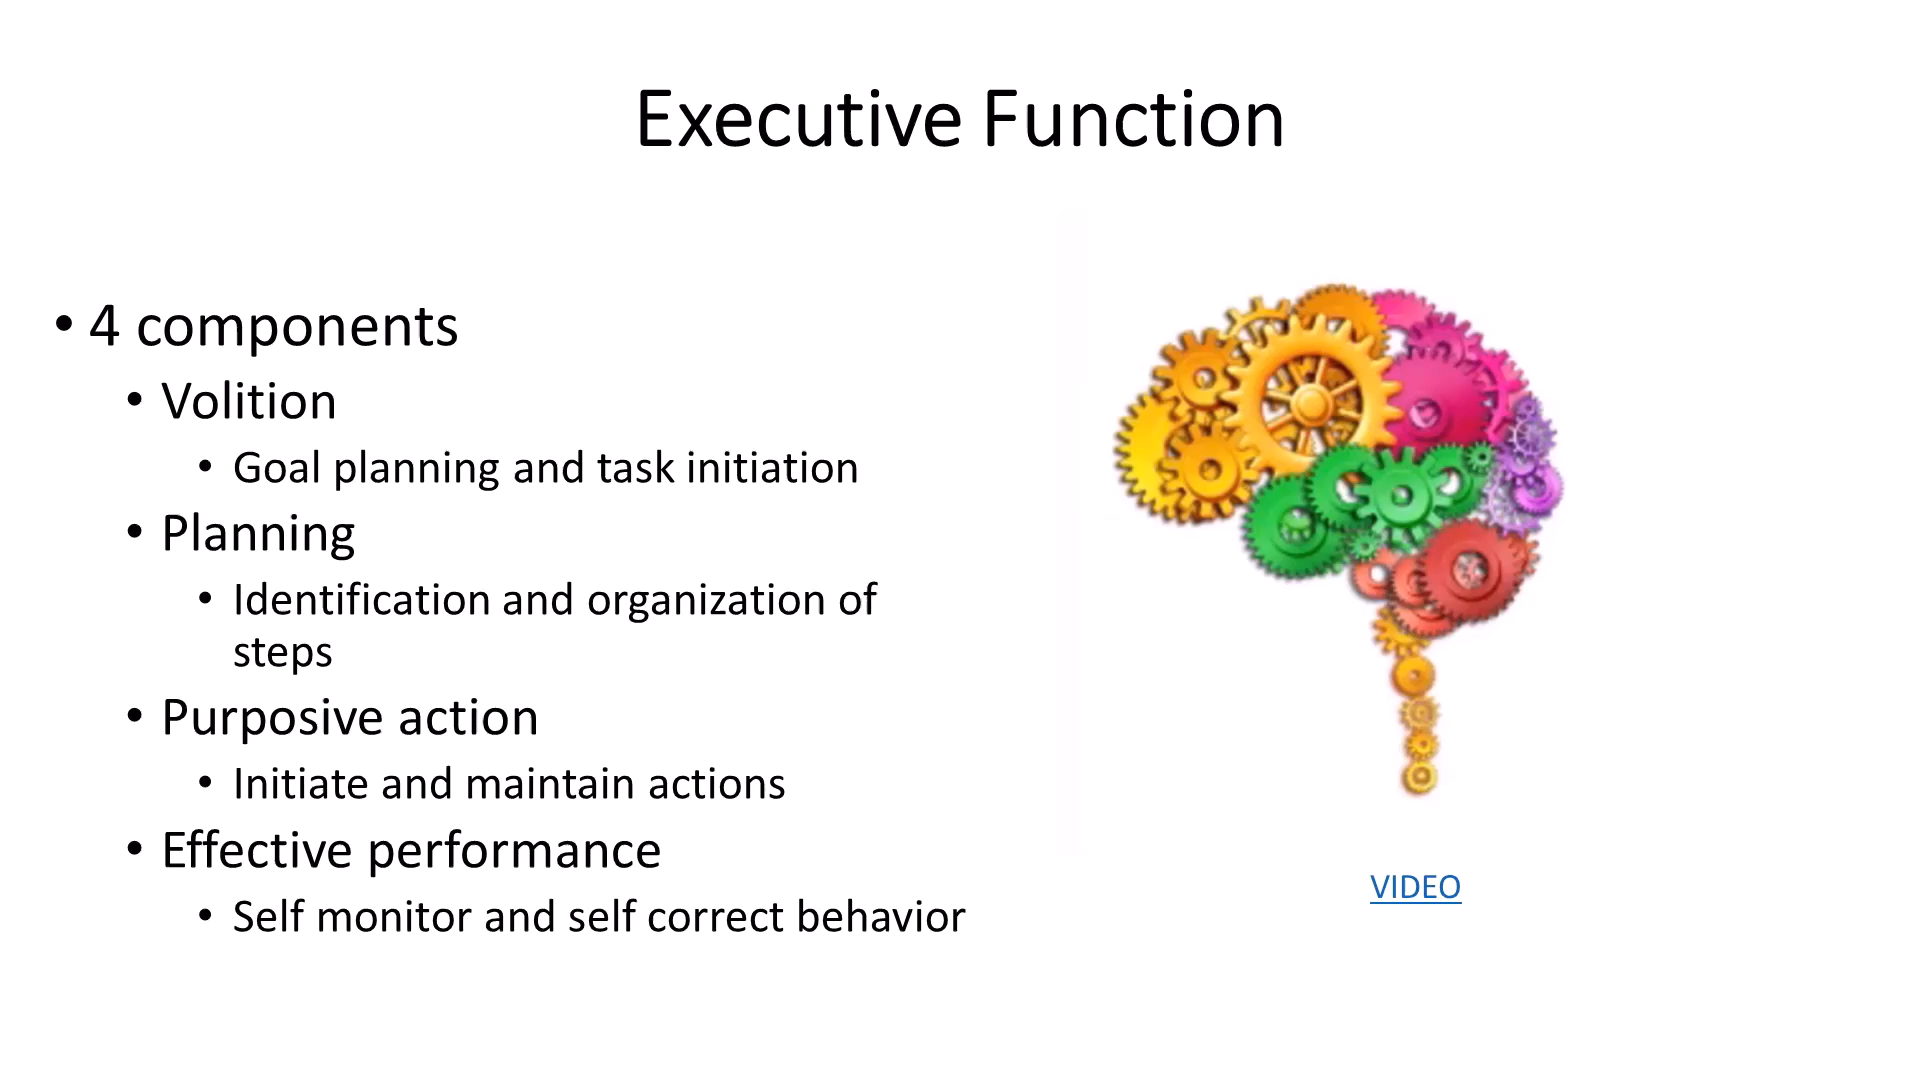 Executive Function
• 4 components
• Volition
• Goal planning and task initiation
• Planning
• Identification and organization of
steps
• Purposive action
• Initiate and maintain actions
• Effective performance
• Self monitor and self correct behavior
VIDEO